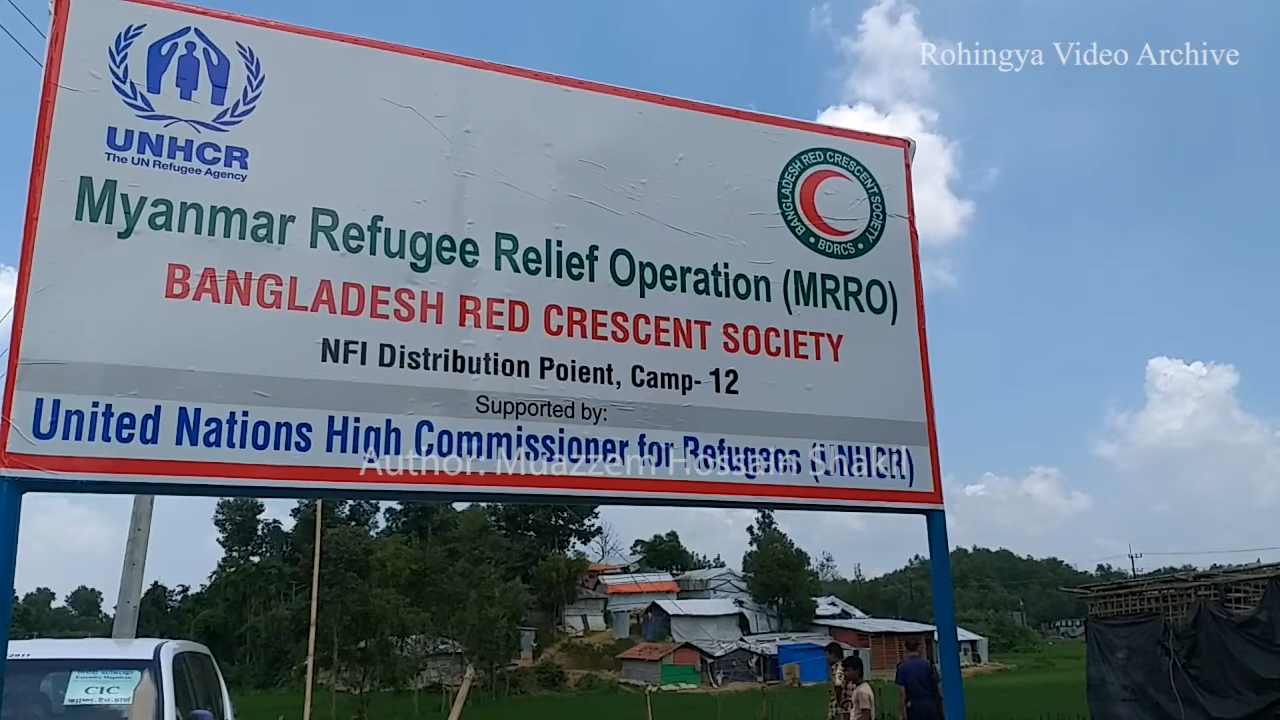 Rohingya Video Archive
UNHCR
The UN Refugee Agency
BANGLADESH RED CRESCENT SOCIETY
BDRCS
Myanmar Refugee Relief Operation (MRRO)
BANGLADESH RED CRESCENT SOCIETY
NFI Distribution Poient, Camp- 12
Supported by:
United Nations High Commissioner for Refugees (UNHCR)
Author: Muazzem Hossain Shakil
CIC